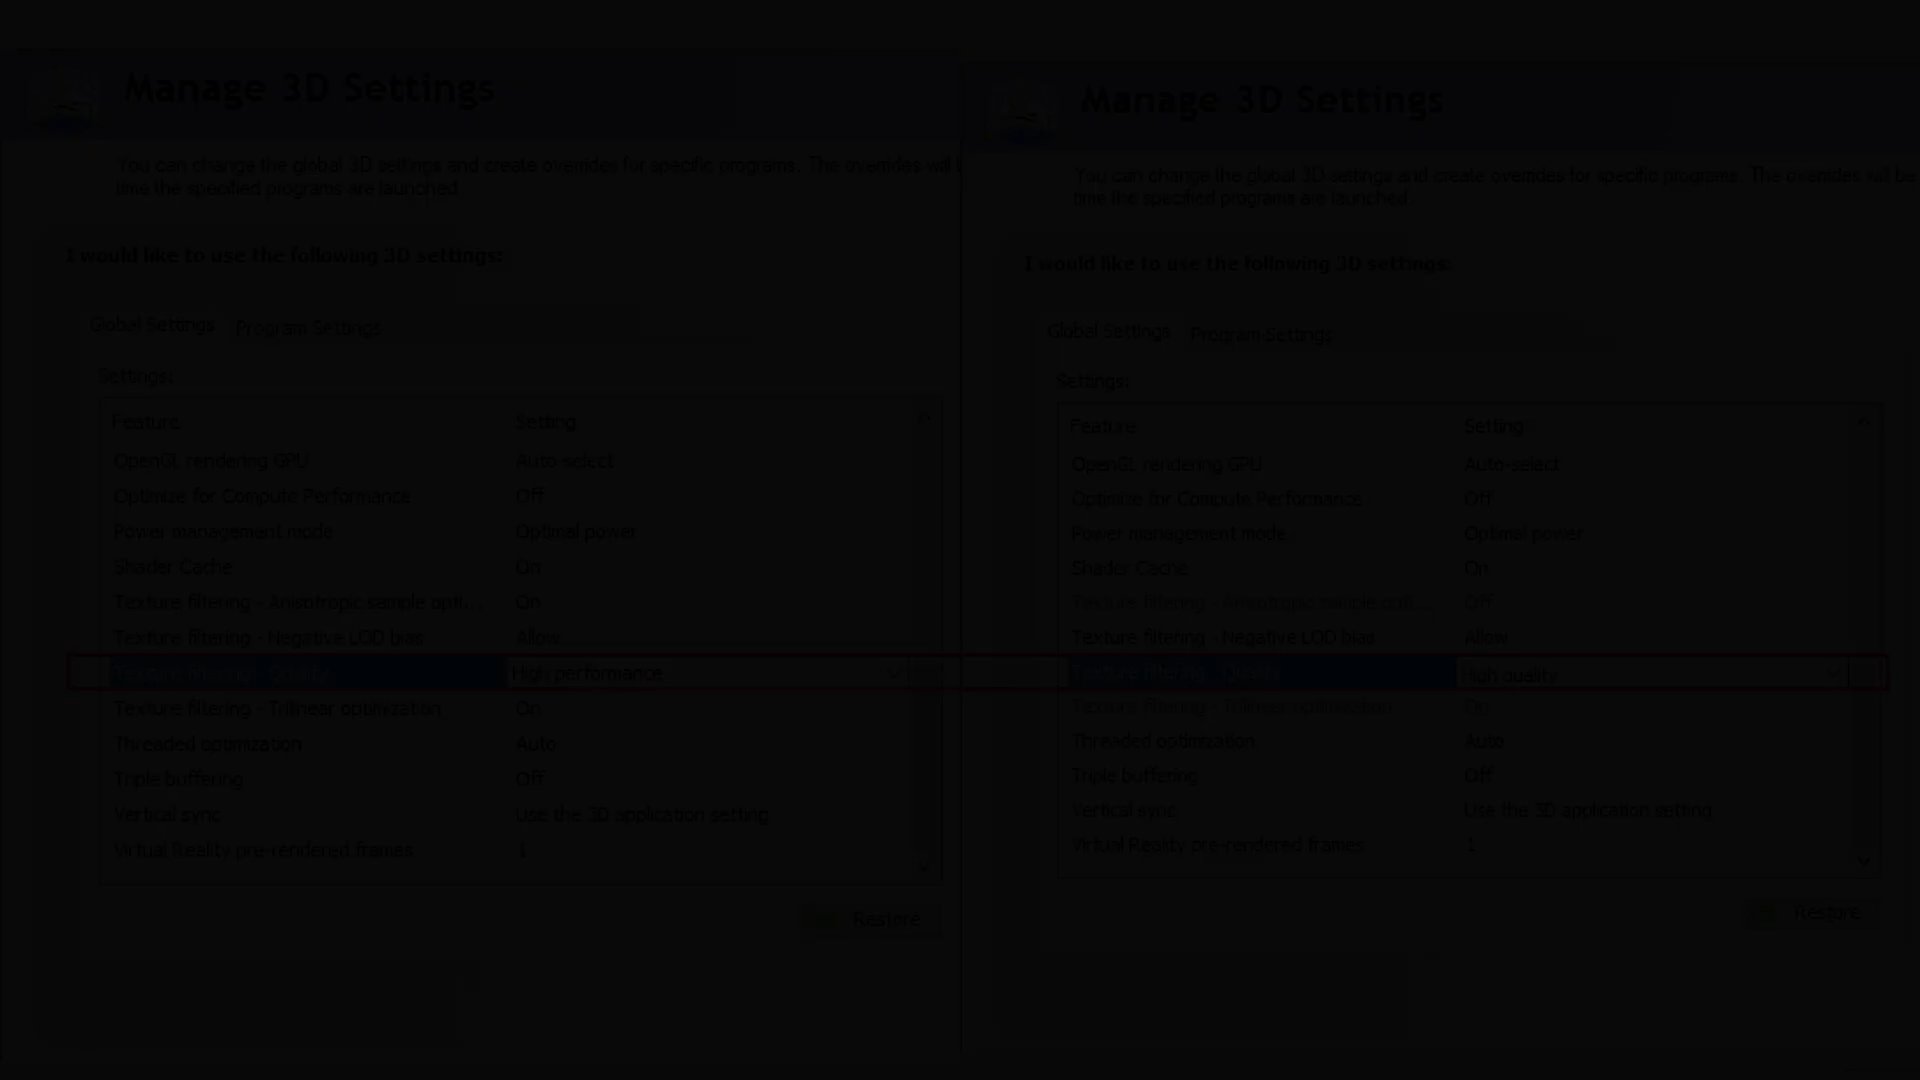 Manage 3D Settings
You can change the global 3D settings and create overrides for specific programs. The overrides will
time the specified programs are launched.
I would like to use the following 3D settings:
Global Settings
Program Settings
Settings:
Feature Setting
OpenGL rendering GPU Auto-select
Optimize for Compute Performance Off
Power management mode Optimal power
Shader Cache On
Texture filtering - Anisotropic sample opti... On
Texture filtering - Negative LOD bias Allow
Texture filtering - Quality High performance
Texture filtering - Trilinear optimization On
Threaded optimization Auto
Triple buffering Off
Vertical sync Use the 3D application setting
Virtual Reality pre-rendered frames 1
Restore
Manage 3D Settings
You can change the global 3D settings and create overrides for specific programs. The overrides will be
time the specified programs are launched.
I would like to use the following 3D settings:
Global Settings
Program Settings
Settings:
Feature Setting
OpenGL rendering GPU Auto-select
Optimize for Compute Performance Off
Power management mode Optimal power
Shader Cache On
Texture filtering - Anisotropic sample opti... Off
Texture filtering - Negative LOD bias Allow
Texture filtering - Quality High quality
Texture filtering - Trilinear optimization On
Threaded optimization Auto
Triple buffering Off
Vertical sync Use the 3D application setting
Virtual Reality pre-rendered frames 1
Restore